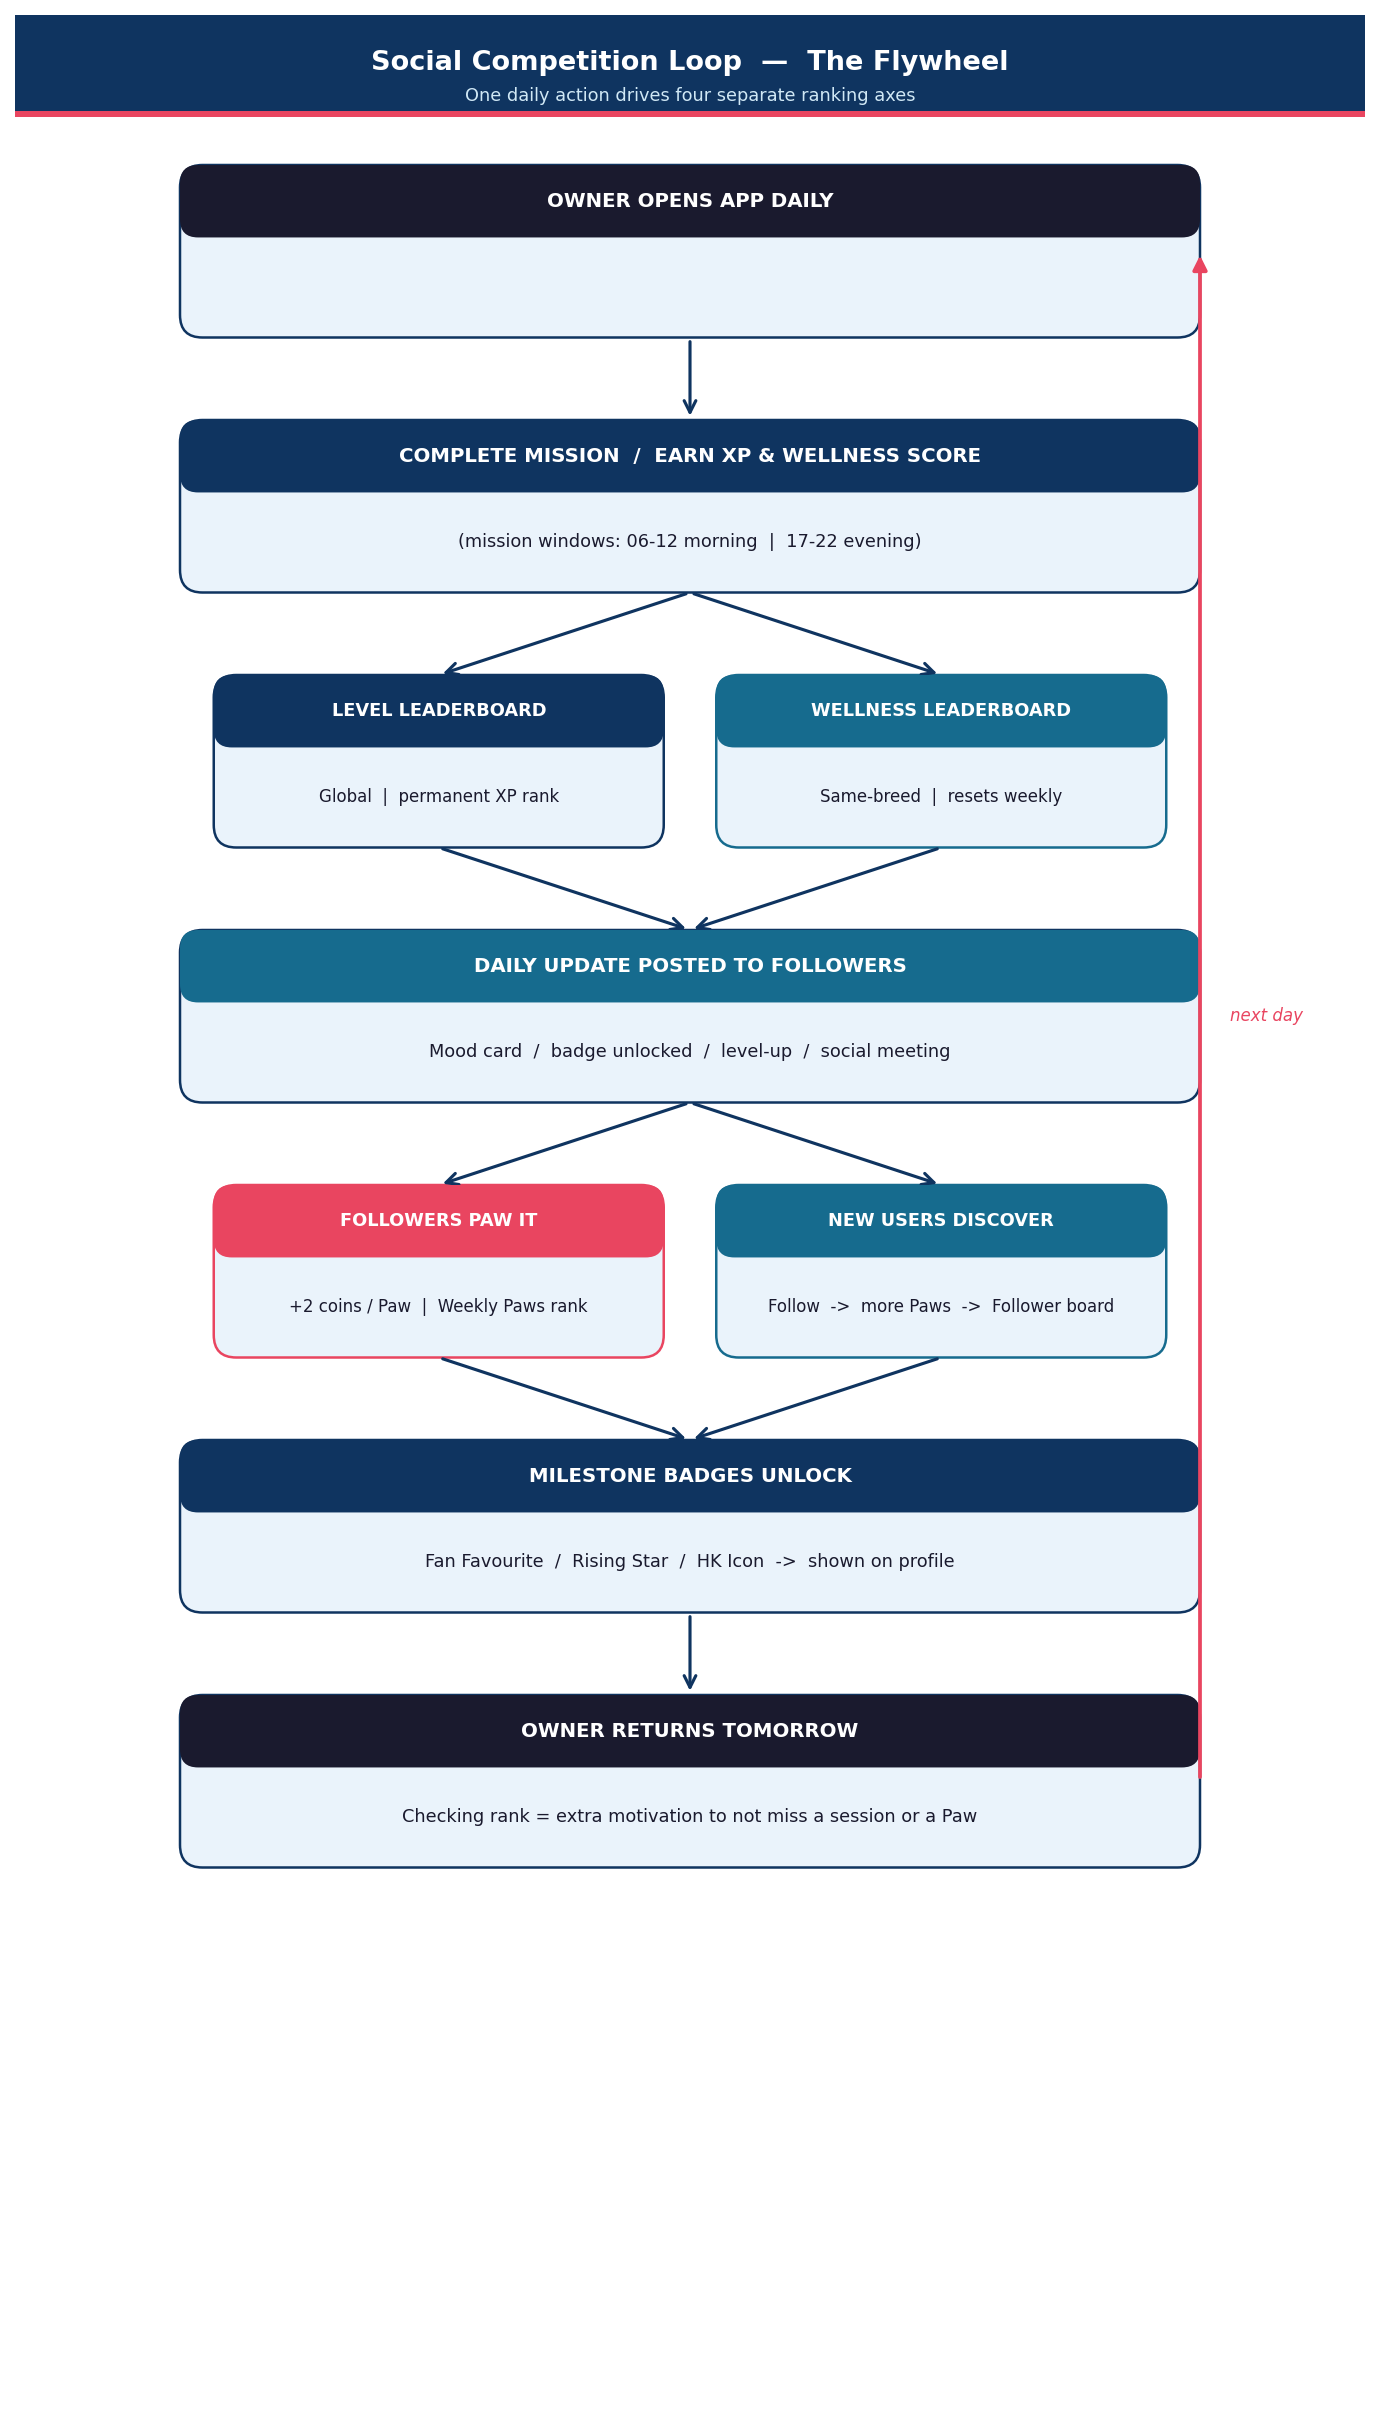 Social Competition Loop — The Flywheel
One daily action drives four separate ranking axes
OWNER OPENS APP DAILY
COMPLETE MISSION / EARN XP & WELLNESS SCORE
(mission windows: 06-12 morning | 17-22 evening)
LEVEL LEADERBOARD
Global | permanent XP rank
WELLNESS LEADERBOARD
Same-breed | resets weekly
DAILY UPDATE POSTED TO FOLLOWERS
Mood card / badge unlocked / level-up / social meeting
next day
FOLLOWERS PAW IT
+2 coins / Paw | Weekly Paws rank
NEW USERS DISCOVER
Follow -> more Paws -> Follower board
MILESTONE BADGES UNLOCK
Fan Favourite / Rising Star / HK Icon -> shown on profile
OWNER RETURNS TOMORROW
Checking rank = extra motivation to not miss a session or a Paw